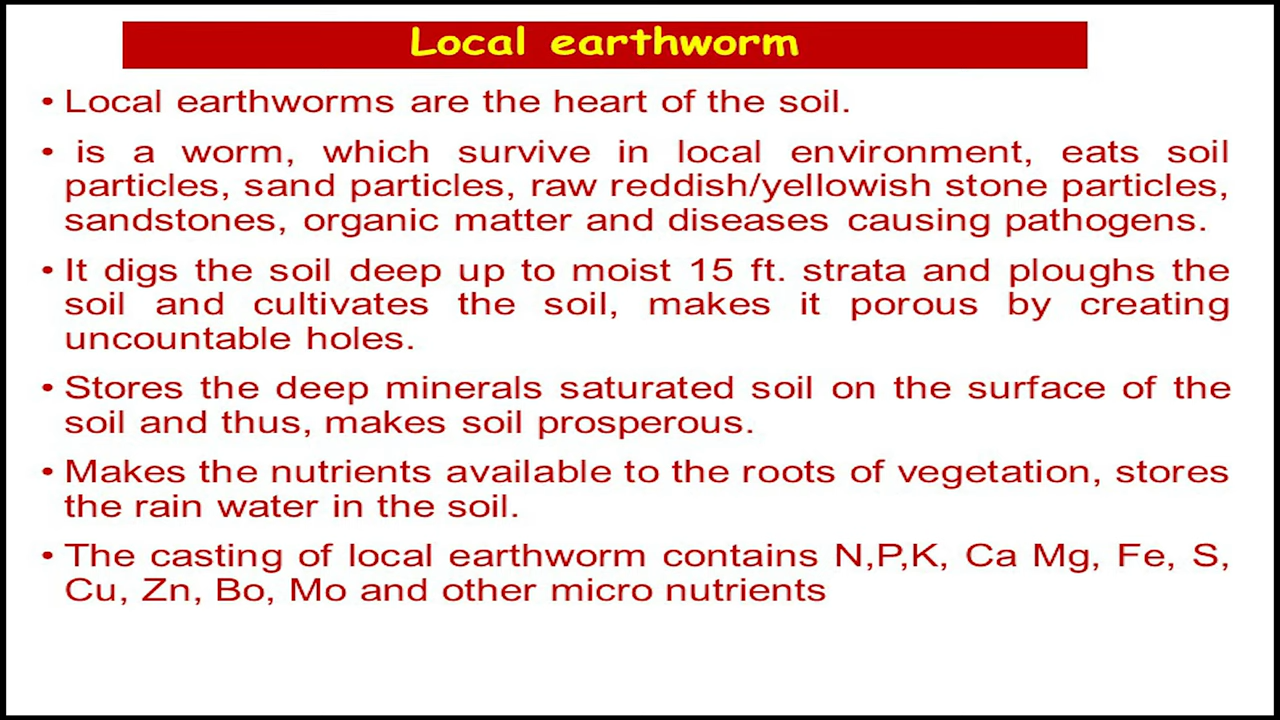 Local earthworm
• Local earthworms are the heart of the soil.
• is a worm, which survive in local environment, eats soil
particles, sand particles, raw reddish/yellowish stone particles,
sandstones, organic matter and diseases causing pathogens.
• It digs the soil deep up to moist 15 ft. strata and ploughs the
soil and cultivates the soil, makes it porous by creating
uncountable holes.
• Stores the deep minerals saturated soil on the surface of the
soil and thus, makes soil prosperous.
• Makes the nutrients available to the roots of vegetation, stores
the rain water in the soil.
• The casting of local earthworm contains N,P,K, Ca Mg, Fe, S,
Cu, Zn, Bo, Mo and other micro nutrients